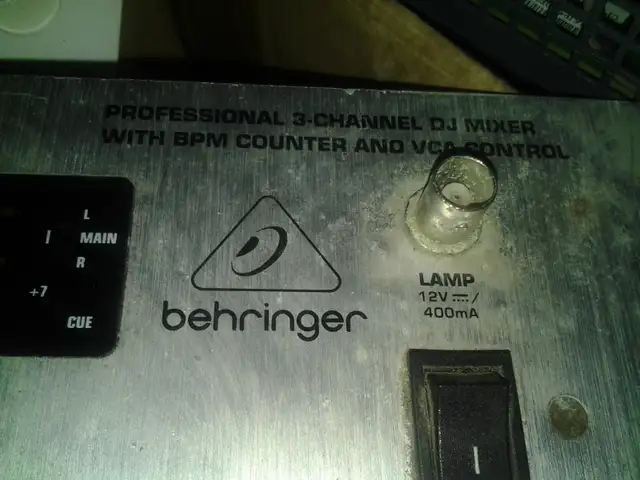 PROFESSIONAL 3-CHANNEL DJ MIXER
WITH BPM COUNTER AND VCA CONTROL
L
MAIN
R
+7
CUE
behringer
LAMP
12V ⎓/
400mA
I